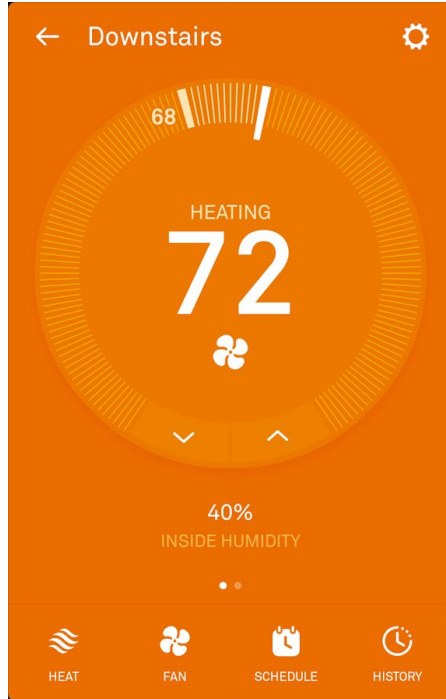 Downstairs
68
HEATING
72
40%
INSIDE HUMIDITY
HEAT
FAN
SCHEDULE
HISTORY